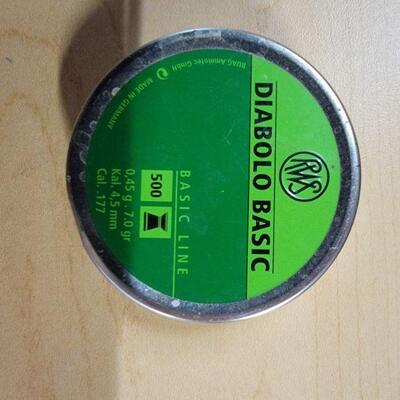 RWS
DIABOLO BASIC
BASIC LINE
500
0,45 g . 7.0 gr
Kal. 4,5 mm
Cal. .177
RUAG Ammotec GmbH
MADE IN GERMANY